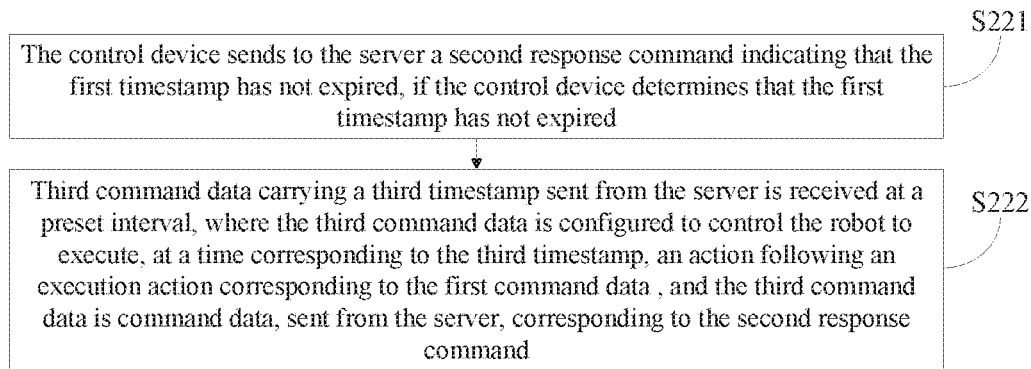 S221
The control device sends to the server a second response command indicating that the
first timestamp has not expired, if the control device determines that the first
timestamp has not expired
S222
Third command data carrying a third timestamp sent from the server is received at a
preset interval, where the third command data is configured to control the robot to
execute, at a time corresponding to the third timestamp, an action following an
execution action corresponding to the first command data , and the third command
data is command data, sent from the server, corresponding to the second response
command